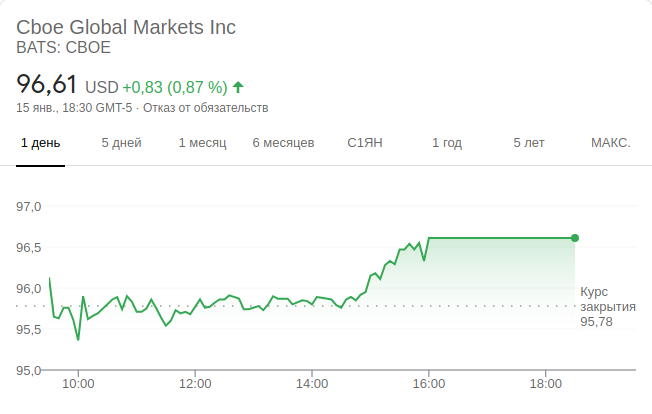 Cboe Global Markets Inc
BATS: CBOE
96,61 USD +0,83 (0,87 %)
15 янв., 18:30 GMT-5 · Отказ от обязательств
1 день 5 дней 1 месяц 6 месяцев С1ЯН 1 год 5 лет МАКС.
97,0
96,5
96,0
95,5
95,0
Курс
закрытия
95,78
10:00 12:00 14:00 16:00 18:00